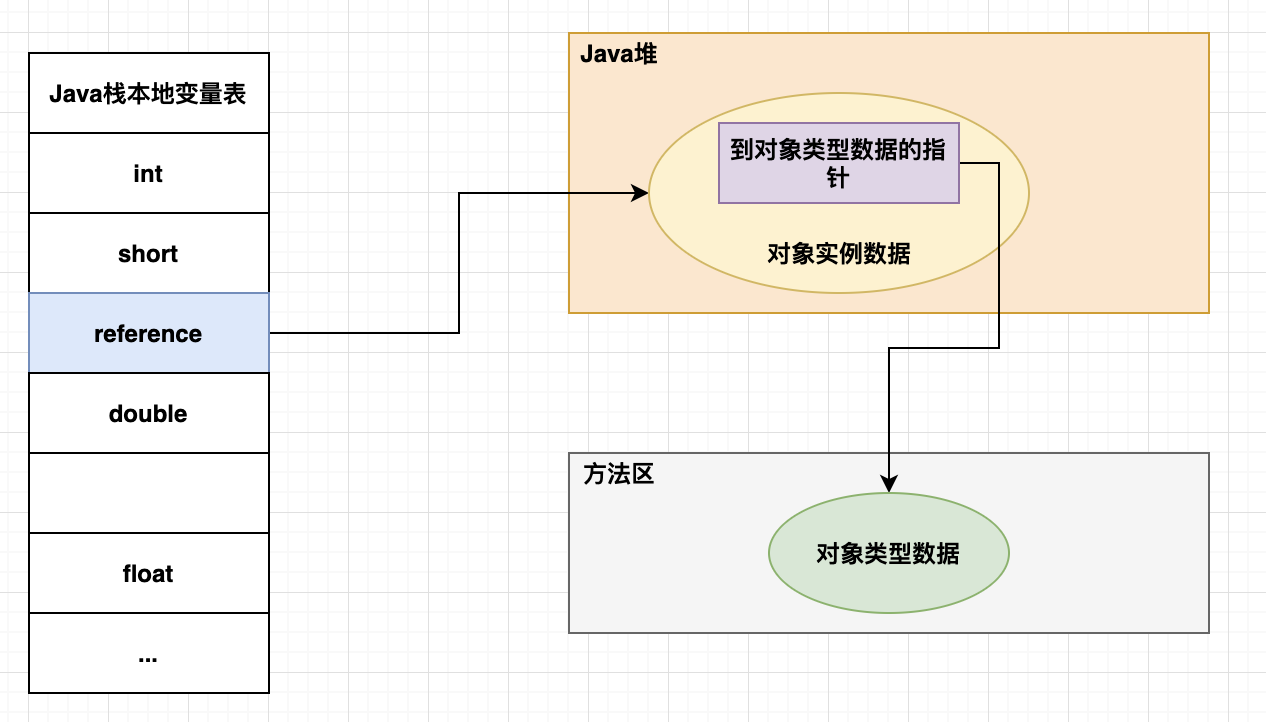 Java栈本地变量表
int
short
reference
double
float
...
Java堆
到对象类型数据的指
针
对象实例数据
方法区
对象类型数据